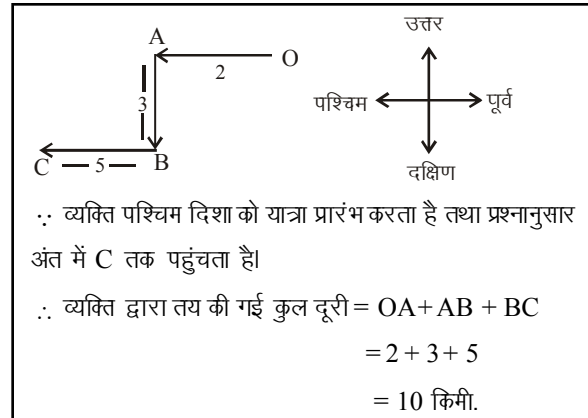 उत्तर
A
O
2
3
पश्चिम
पूर्व
C
5
B
दक्षिण
∵ व्यक्ति पश्चिम दिशा को यात्रा प्रारंभ करता है तथा प्रश्नानुसार
अंत में C तक पहुंचता है।
∴ व्यक्ति द्वारा तय की गई कुल दूरी = OA+AB + BC
= 2 + 3 + 5
= 10 किमी.